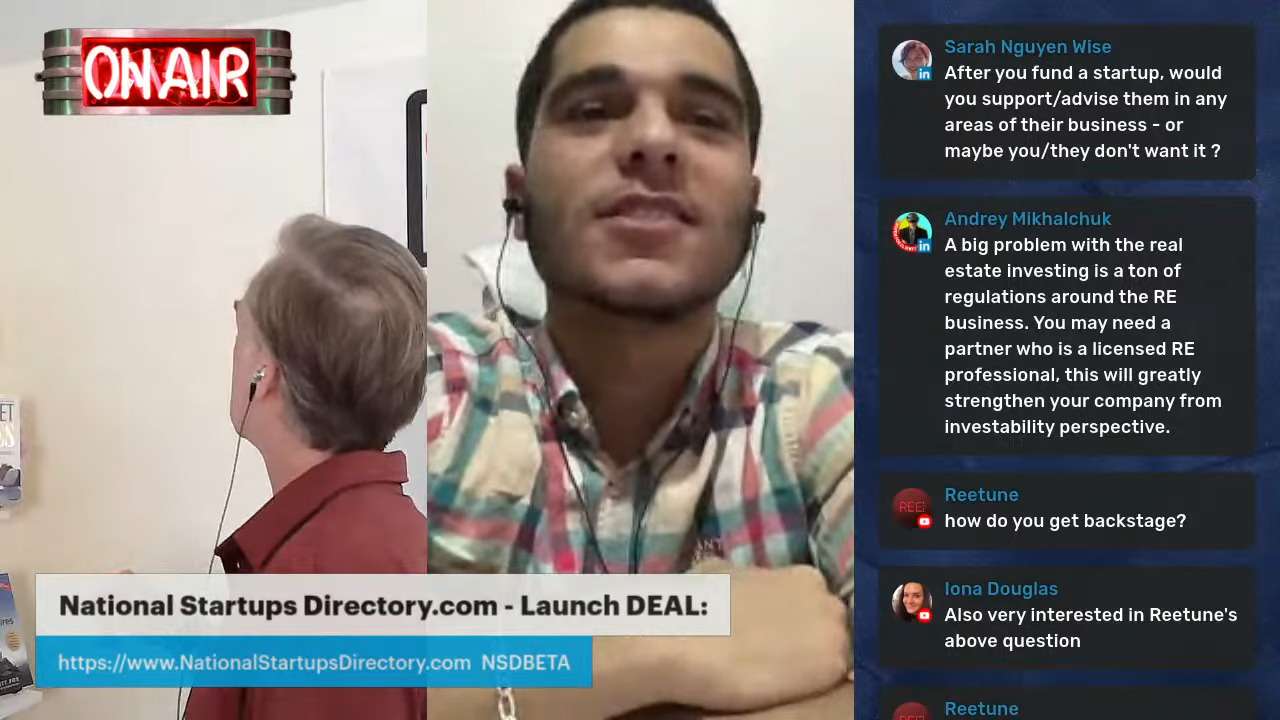 ON AIR
Sarah Nguyen Wise
After you fund a startup, would
you support/advise them in any
areas of their business - or
maybe you/they don't want it ?
Andrey Mikhalchuk
A big problem with the real
estate investing is a ton of
regulations around the RE
business. You may need a
partner who is a licensed RE
professional, this will greatly
strengthen your company from
investability perspective.
REE
Reetune
how do you get backstage?
Iona Douglas
Also very interested in Reetune's
above question
Reetune
National Startups Directory.com - Launch DEAL:
https://www.NationalStartupsDirectory.com NSDBETA